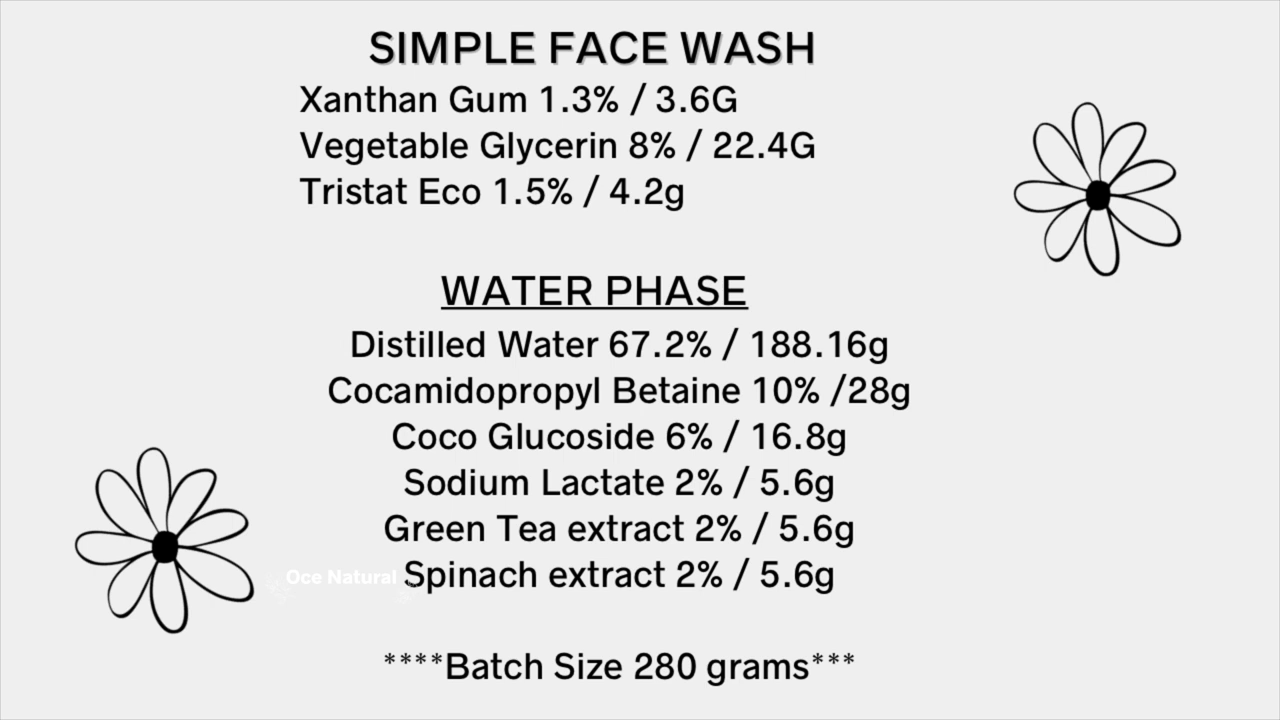 SIMPLE FACE WASH
Xanthan Gum 1.3% / 3.6G
Vegetable Glycerin 8% / 22.4G
Tristat Eco 1.5% / 4.2g
WATER PHASE
Distilled Water 67.2% / 188.16g
Cocamidopropyl Betaine 10% /28g
Coco Glucoside 6% / 16.8g
Sodium Lactate 2% / 5.6g
Green Tea extract 2% / 5.6g
Oce Natural
Spinach extract 2% / 5.6g
****Batch Size 280 grams***